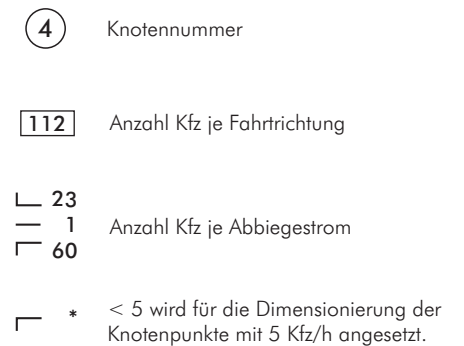 4 Knotennummer
112 Anzahl Kfz je Fahrtrichtung
23
1 Anzahl Kfz je Abbiegestrom
60
* < 5 wird für die Dimensionierung der
Knotenpunkte mit 5 Kfz/h angesetzt.